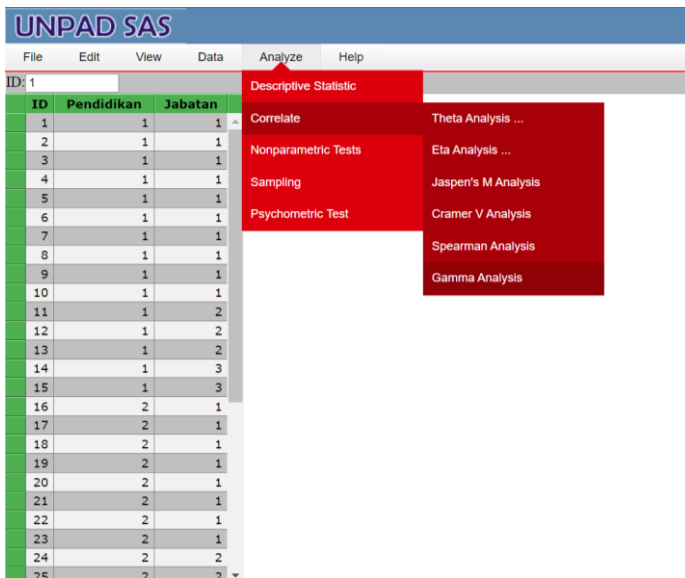 UNPAD SAS
File Edit View Data Analyze Help
ID: 1
Descriptive Statistic
Correlate
Nonparametric Tests
Sampling
Psychometric Test
Theta Analysis ...
Eta Analysis ...
Jaspen's M Analysis
Cramer V Analysis
Spearman Analysis
Gamma Analysis
ID Pendidikan Jabatan
1 1 1
2 1 1
3 1 1
4 1 1
5 1 1
6 1 1
7 1 1
8 1 1
9 1 1
10 1 1
11 1 2
12 1 2
13 1 2
14 1 3
15 1 3
16 2 1
17 2 1
18 2 1
19 2 1
20 2 1
21 2 1
22 2 1
23 2 1
24 2 2
25 2 2